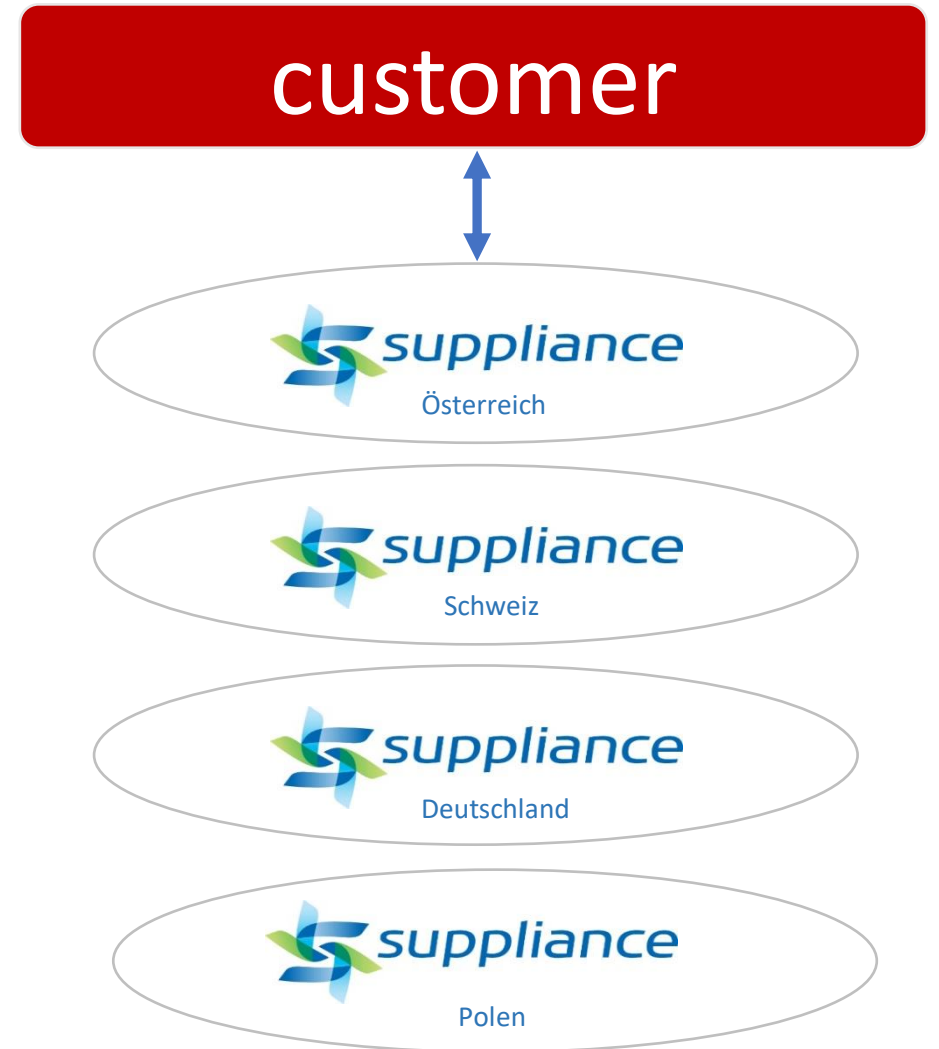 customer
suppliance
Österreich
suppliance
Schweiz
suppliance
Deutschland
suppliance
Polen